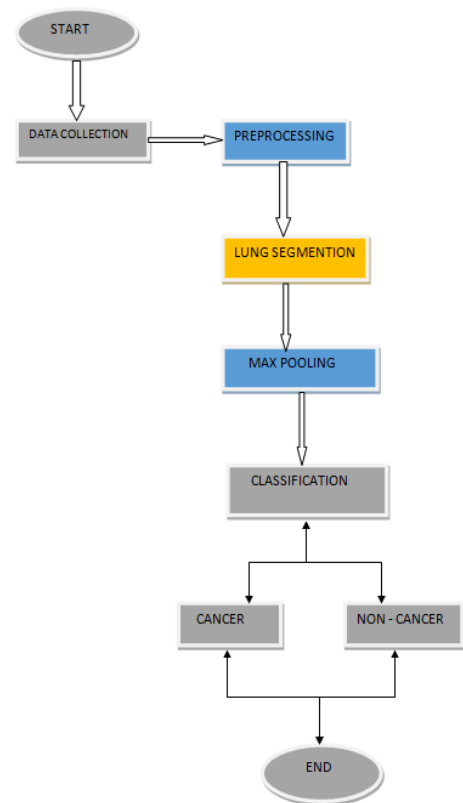 START
DATA COLLECTION
PREPROCESSING
LUNG SEGMENTION
MAX POOLING
CLASSIFICATION
CANCER
NON - CANCER
END